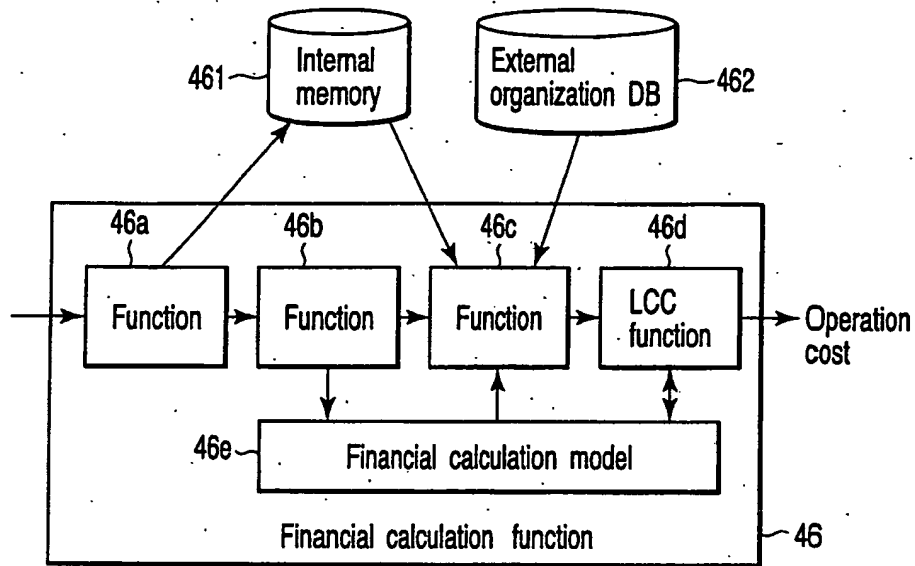 461
Internal
memory
External
organization DB
462
46a
46b
46c
46d
Function
Function
Function
LCC
function
Operation
cost
46e
Financial calculation model
Financial calculation function
46